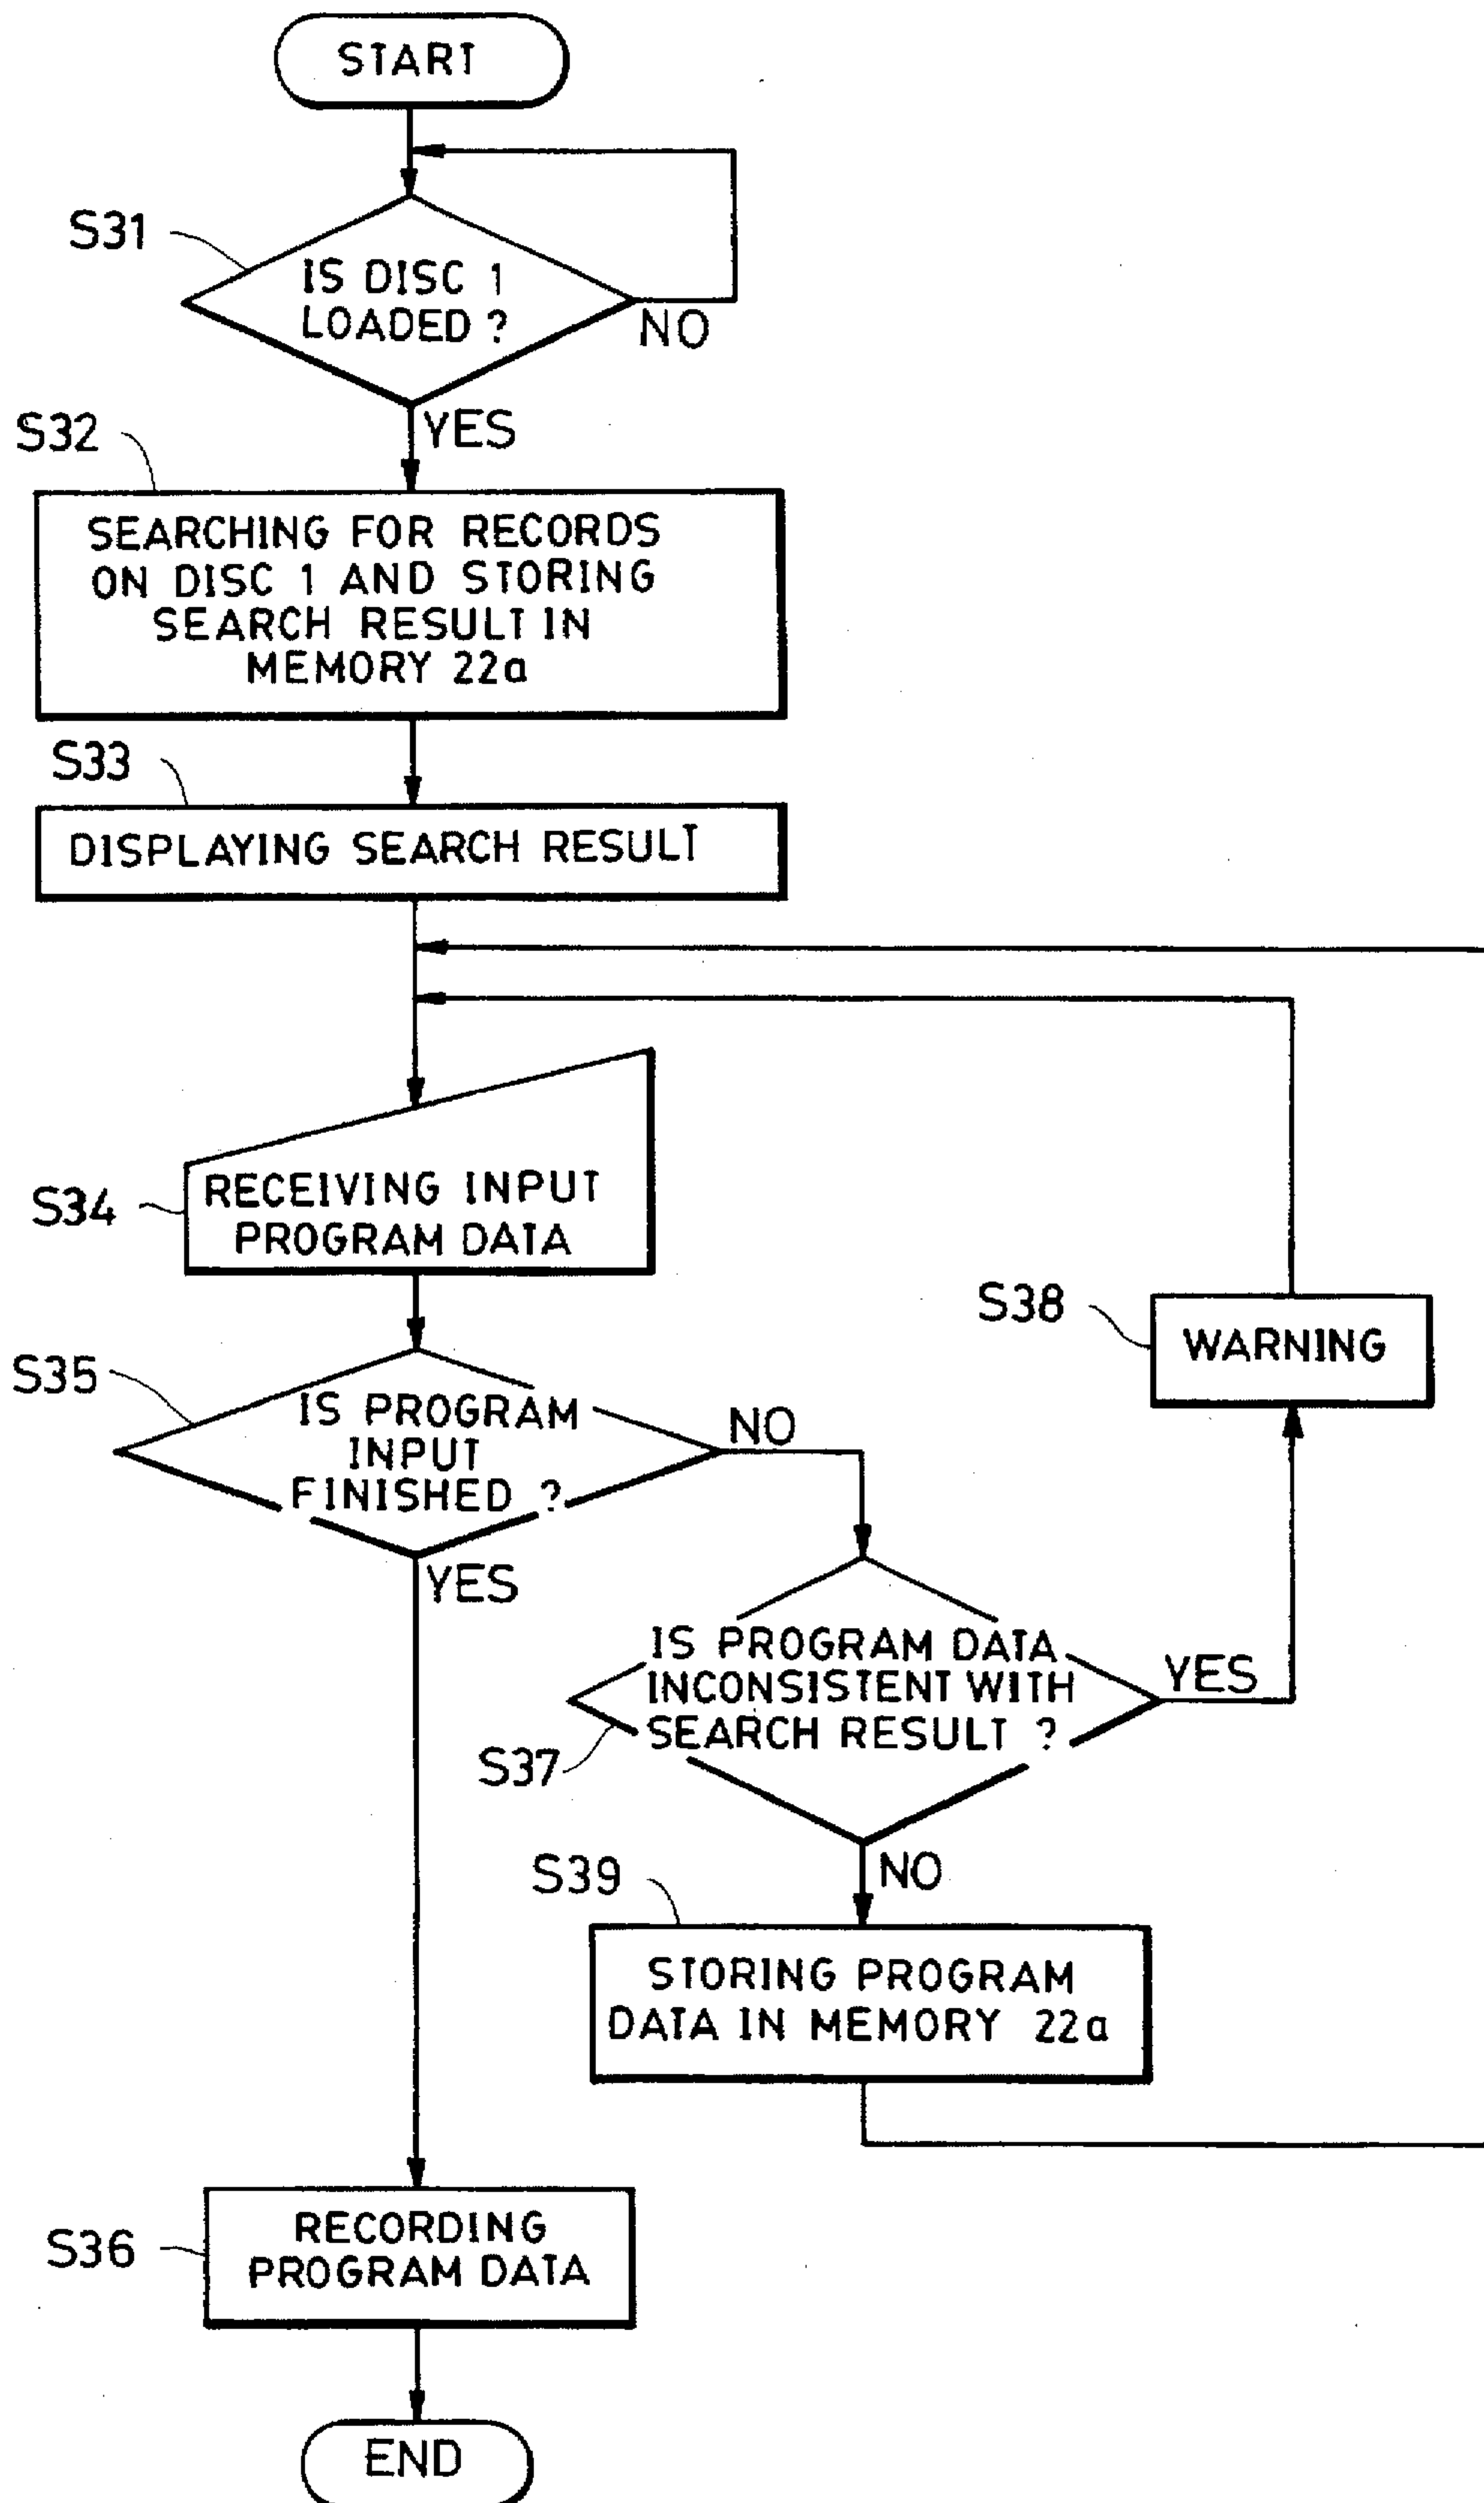 START
S31
IS DISC 1
LOADED ?
NO
YES
S32
SEARCHING FOR RECORDS
ON DISC 1 AND STORING
SEARCH RESULT IN
MEMORY 22a
S33
DISPLAYING SEARCH RESULT
S34
RECEIVING INPUT
PROGRAM DATA
S38
WARNING
S35
IS PROGRAM
INPUT
FINISHED ?
NO
YES
IS PROGRAM DATA
INCONSISTENT WITH
SEARCH RESULT ?
YES
S37
NO
S39
STORING PROGRAM
DATA IN MEMORY 22a
S36
RECORDING
PROGRAM DATA
END